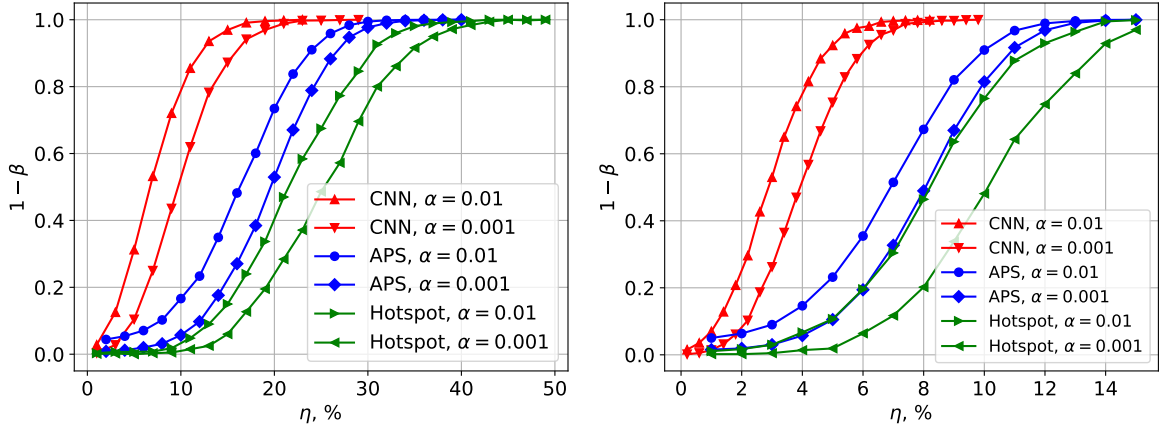 1.0
0.8
0.6
0.4
0.2
0.0
1 − β
CNN, α = 0.01
CNN, α = 0.001
APS, α = 0.01
APS, α = 0.001
Hotspot, α = 0.01
Hotspot, α = 0.001
0 10 20 30 40 50
η, %
1.0
0.8
0.6
0.4
0.2
0.0
1 − β
CNN, α = 0.01
CNN, α = 0.001
APS, α = 0.01
APS, α = 0.001
Hotspot, α = 0.01
Hotspot, α = 0.001
0 2 4 6 8 10 12 14
η, %